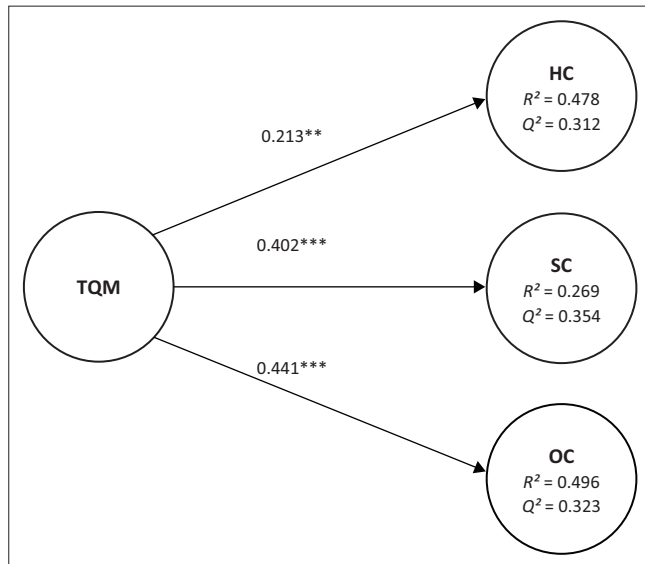 HC
R² = 0.478
Q² = 0.312
0.213**
0.402***
SC
TQM
R² = 0.269
Q² = 0.354
0.441***
OC
R² = 0.496
Q² = 0.323